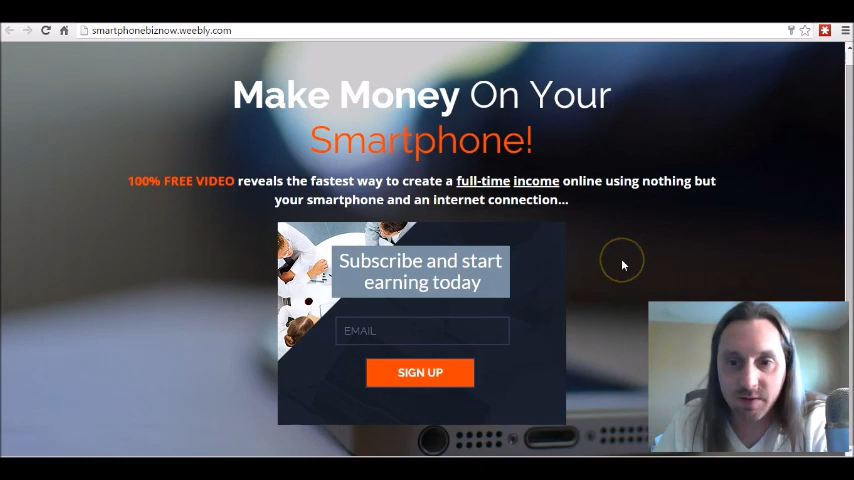 smartphonebiznow.weebly.com
Make Money On Your
Smartphone!
100% FREE VIDEO reveals the fastest way to create a full-time income online using nothing but
your smartphone and an internet connection...
Subscribe and start
earning today
EMAIL
SIGN UP